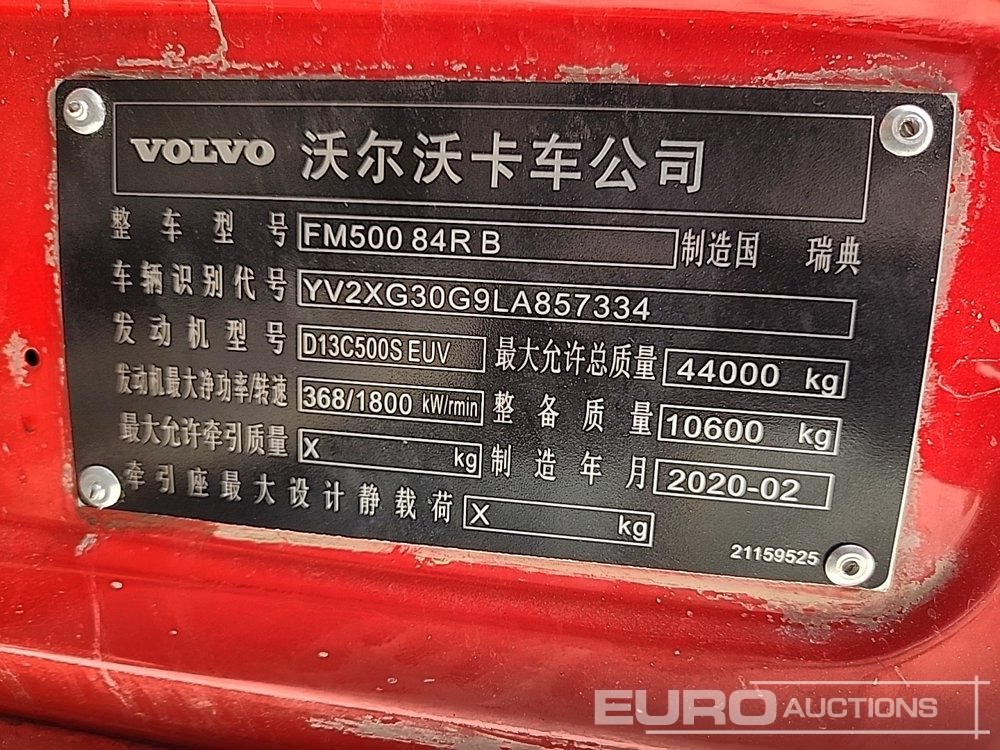 VOLVO 沃尔沃卡车公司
整车型号 FM500 84R B 制造国 瑞典
车辆识别代号 YV2XG30G9LA857334
发动机型号 D13C500S EUV 最大允许总质量 44000 kg
发动机最大净功率/转速 368/1800 kW/rmin 整备质量 10600 kg
最大允许牵引质量 X kg 制造年月 2020-02
牵引座最大设计静载荷 X kg
21159525
EURO AUCTIONS